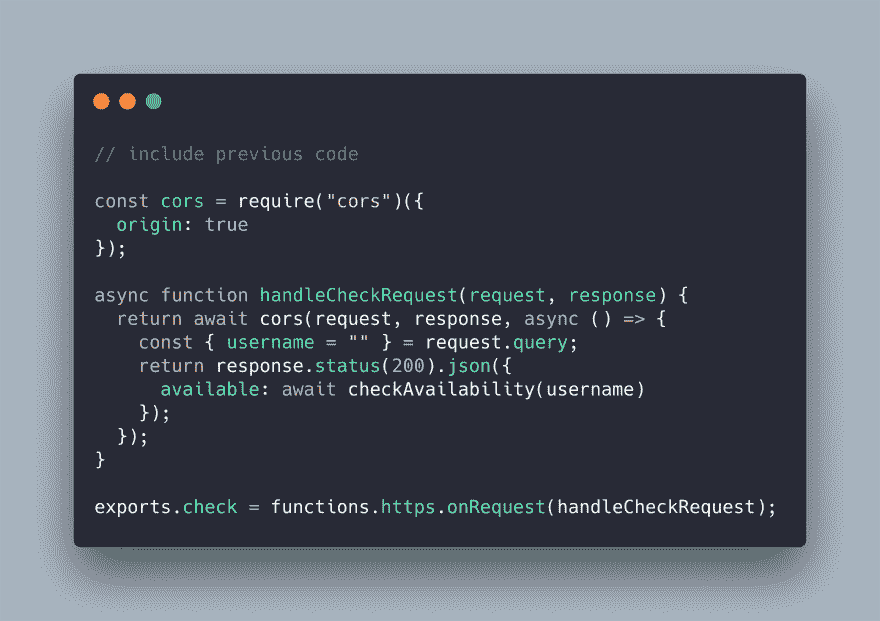 // include previous code
const cors = require("cors")({
  origin: true
});
async function handleCheckRequest(request, response) {
  return await cors(request, response, async () => {
    const { username = "" } = request.query;
    return response.status(200).json({
      available: await checkAvailability(username)
    });
  });
}
exports.check = functions.https.onRequest(handleCheckRequest);